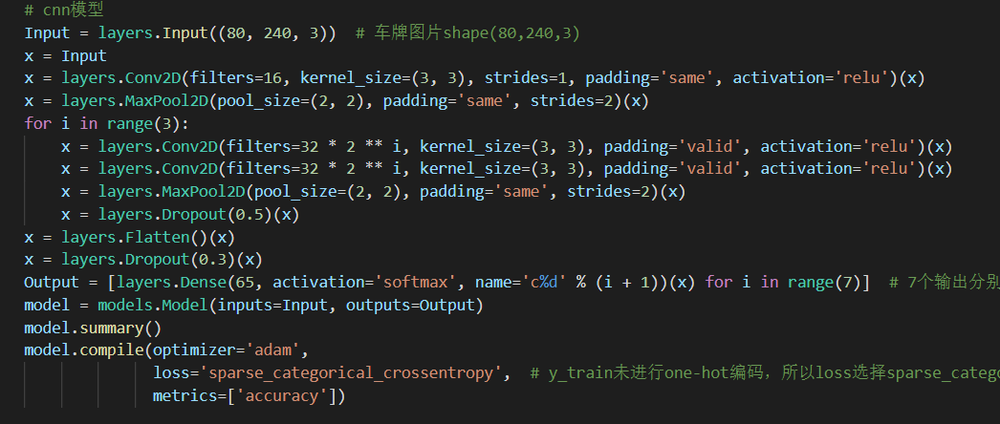 # cnn模型
Input = layers.Input((80, 240, 3))  # 车牌图片shape(80,240,3)
x = Input
x = layers.Conv2D(filters=16, kernel_size=(3, 3), strides=1, padding='same', activation='relu')(x)
x = layers.MaxPool2D(pool_size=(2, 2), padding='same', strides=2)(x)
for i in range(3):
    x = layers.Conv2D(filters=32 * 2 ** i, kernel_size=(3, 3), padding='valid', activation='relu')(x)
    x = layers.Conv2D(filters=32 * 2 ** i, kernel_size=(3, 3), padding='valid', activation='relu')(x)
    x = layers.MaxPool2D(pool_size=(2, 2), padding='same', strides=2)(x)
    x = layers.Dropout(0.5)(x)
x = layers.Flatten()(x)
x = layers.Dropout(0.3)(x)
Output = [layers.Dense(65, activation='softmax', name='c%d' % (i + 1))(x) for i in range(7)]  # 7个输出分别
model = models.Model(inputs=Input, outputs=Output)
model.summary()
model.compile(optimizer='adam',
              loss='sparse_categorical_crossentropy',  # y_train未进行one-hot编码，所以loss选择sparse_catego
              metrics=['accuracy'])